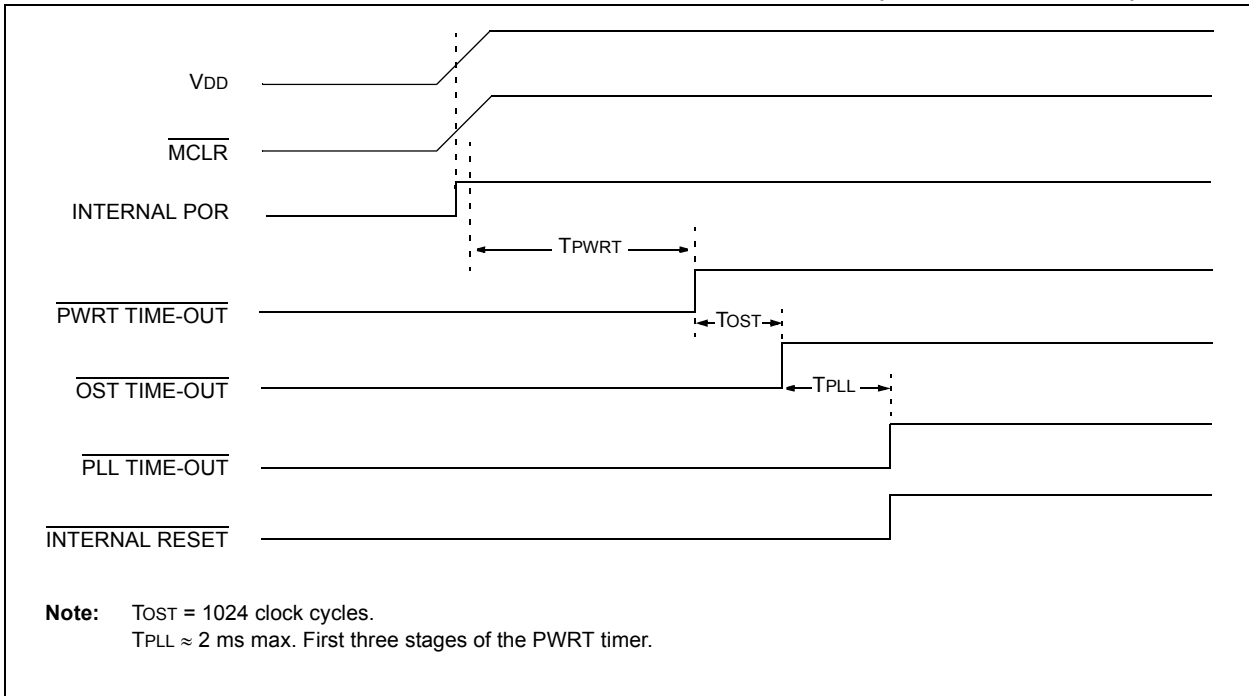 VDD
MCLR
INTERNAL POR
TPWRT
PWRT TIME-OUT
TOST
OST TIME-OUT
TPLL
PLL TIME-OUT
INTERNAL RESET
Note: TOST = 1024 clock cycles.
TPLL ≈ 2 ms max. First three stages of the PWRT timer.